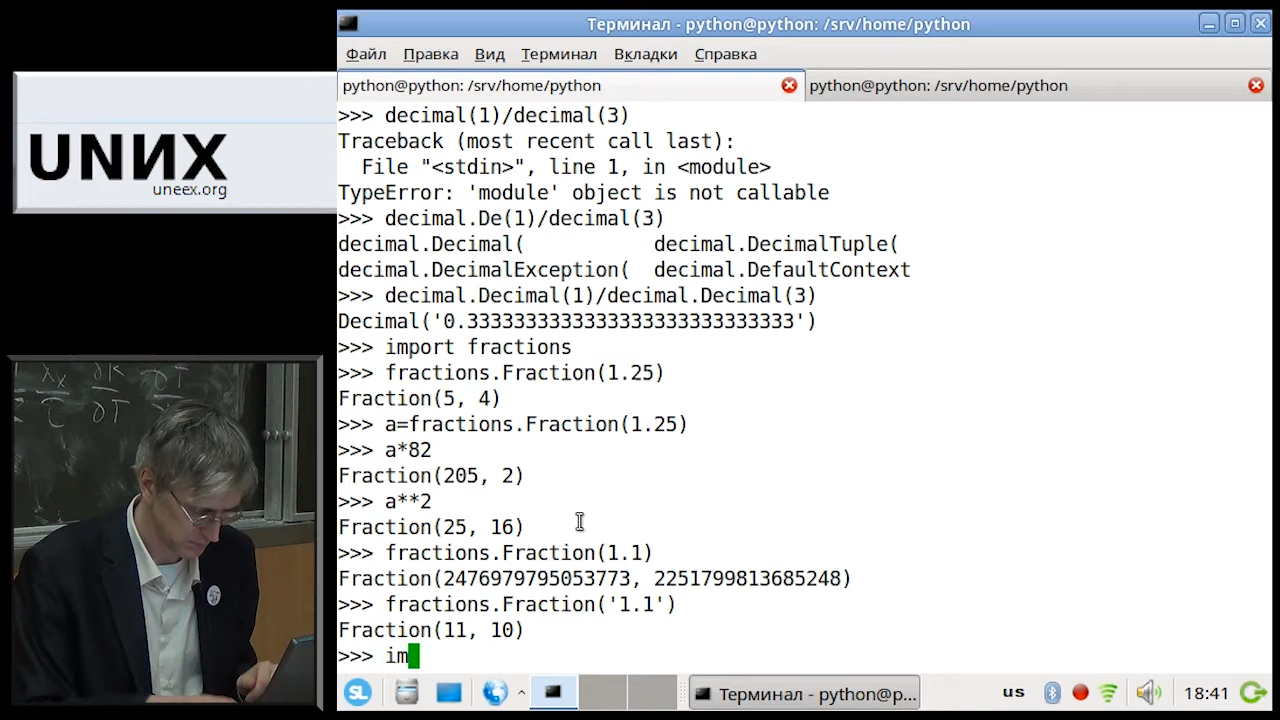 UNИX
uneex.org
Терминал - python@python: /srv/home/python
Файл Правка Вид Терминал Вкладки Справка
python@python: /srv/home/python python@python: /srv/home/python
>>> decimal(1)/decimal(3)
Traceback (most recent call last):
  File "<stdin>", line 1, in <module>
TypeError: 'module' object is not callable
>>> decimal.De(1)/decimal(3)
decimal.Decimal(           decimal.DecimalTuple(
decimal.DecimalException(  decimal.DefaultContext
>>> decimal.Decimal(1)/decimal.Decimal(3)
Decimal('0.3333333333333333333333333333')
>>> import fractions
>>> fractions.Fraction(1.25)
Fraction(5, 4)
>>> a=fractions.Fraction(1.25)
>>> a*82
Fraction(205, 2)
>>> a**2
Fraction(25, 16)
>>> fractions.Fraction(1.1)
Fraction(2476979795053773, 2251799813685248)
>>> fractions.Fraction('1.1')
Fraction(11, 10)
>>> im
SL Терминал - python@p... us 18:41